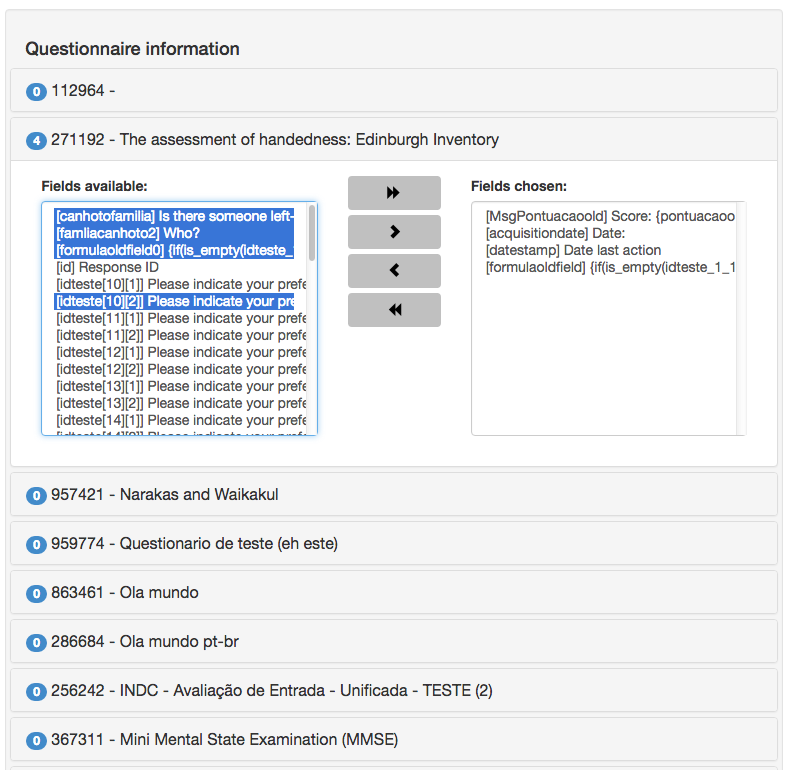 Questionnaire information
0 112964 -
4 271192 - The assessment of handedness: Edinburgh Inventory
Fields available:
[canhotofamilia] Is there someone left-
[famliacanhoto2] Who?
[formulaoldfield0] {if(is_empty(idteste_
[id] Response ID
[idteste[10][1]] Please indicate your prefe
[idteste[10][2]] Please indicate your pre
[idteste[11][1]] Please indicate your prefe
[idteste[11][2]] Please indicate your prefe
[idteste[12][1]] Please indicate your prefe
[idteste[12][2]] Please indicate your prefe
[idteste[13][1]] Please indicate your prefe
[idteste[13][2]] Please indicate your prefe
[idteste[14][1]] Please indicate your prefe
Fields chosen:
[MsgPontuacaoold] Score: {pontuacaoo
[acquisitiondate] Date:
[datestamp] Date last action
[formulaoldfield] {if(is_empty(idteste_1_1
0 957421 - Narakas and Waikakul
0 959774 - Questionario de teste (eh este)
0 863461 - Ola mundo
0 286684 - Ola mundo pt-br
0 256242 - INDC - Avaliação de Entrada - Unificada - TESTE (2)
0 367311 - Mini Mental State Examination (MMSE)